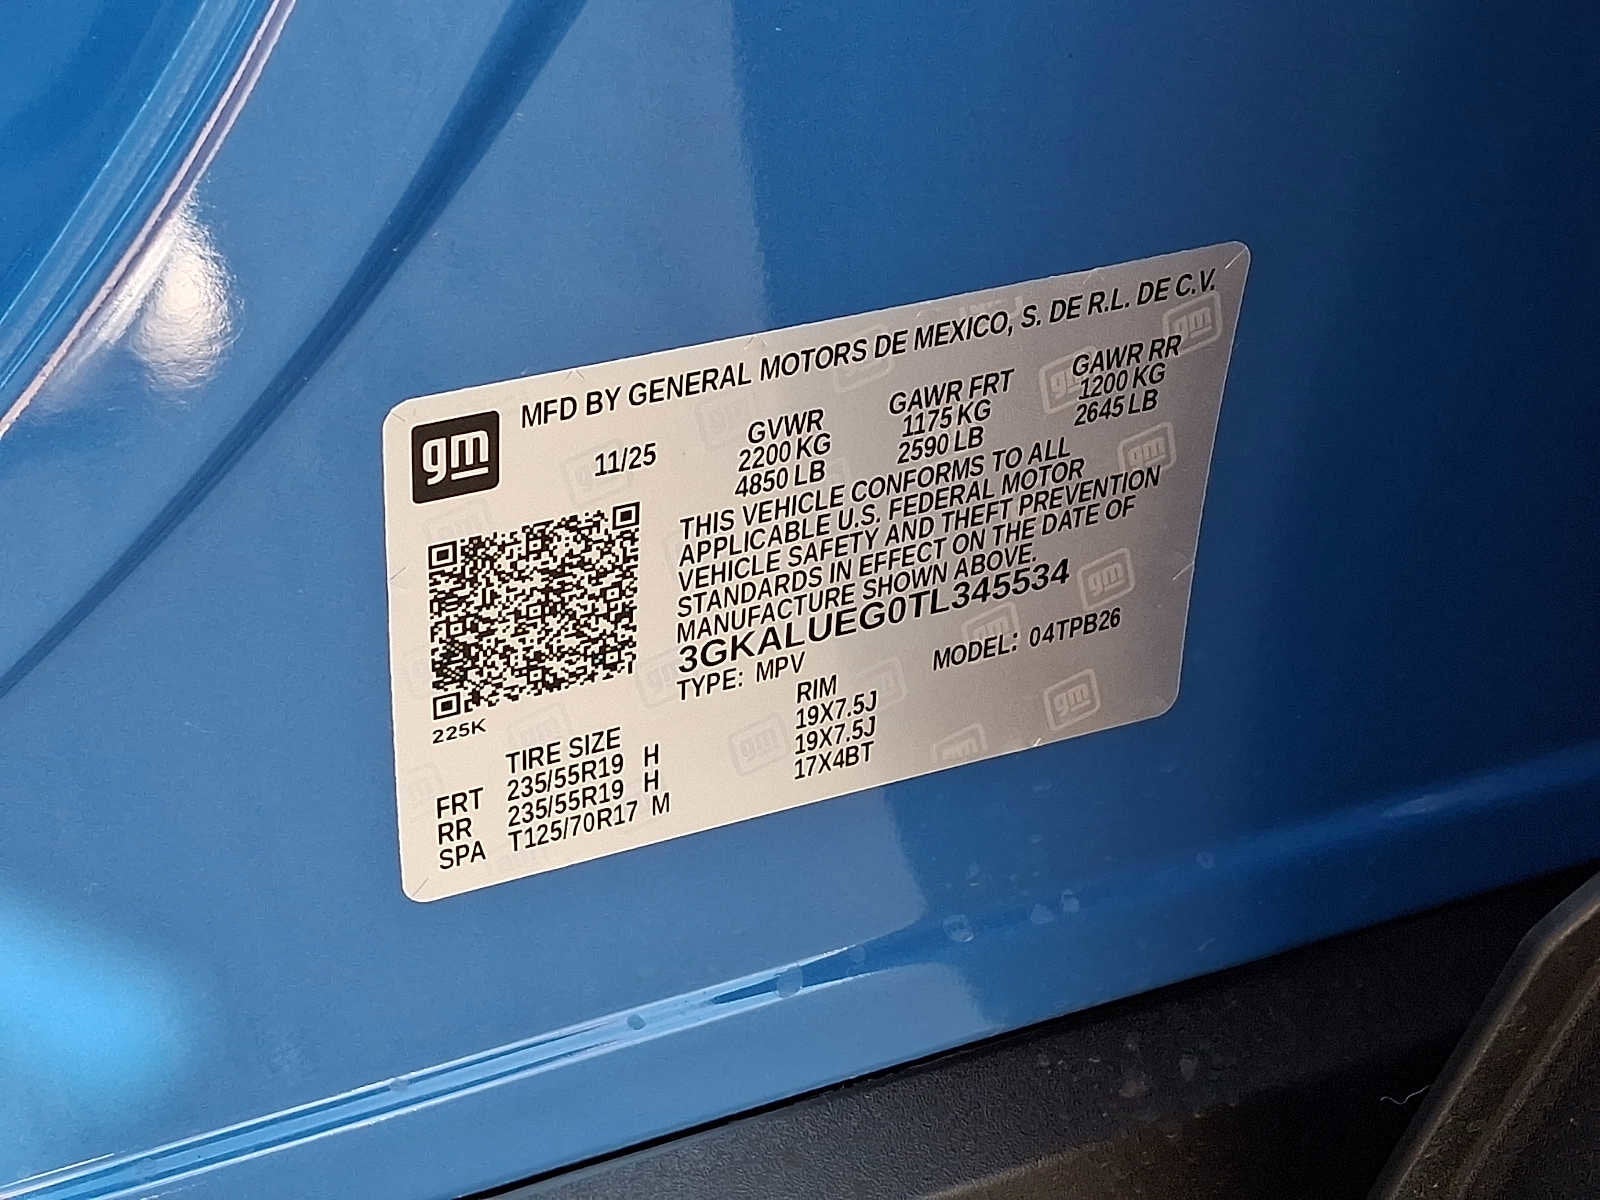 MFD BY GENERAL MOTORS DE MEXICO, S. DE R.L. DE C.V.
gm
11/25
GVWR GAWR FRT GAWR RR
2200 KG 1175 KG 1200 KG
4850 LB 2590 LB 2645 LB
THIS VEHICLE CONFORMS TO ALL
APPLICABLE U.S. FEDERAL MOTOR
VEHICLE SAFETY AND THEFT PREVENTION
STANDARDS IN EFFECT ON THE DATE OF
MANUFACTURE SHOWN ABOVE.
3GKALUEG0TL345534
TYPE: MPV MODEL: 04TPB26
225K
TIRE SIZE RIM
FRT 235/55R19 H 19X7.5J
RR 235/55R19 H 19X7.5J
SPA T125/70R17 M 17X4BT